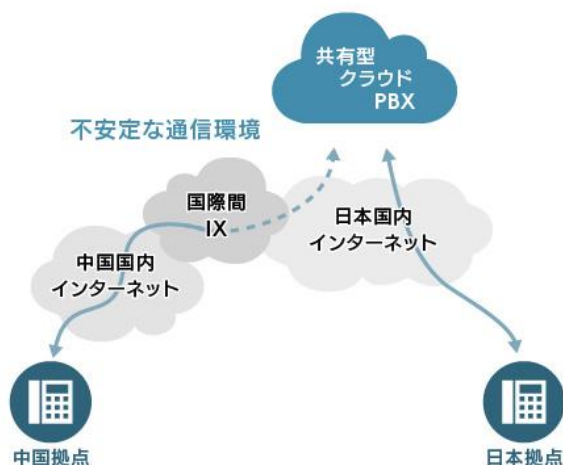 共有型
クラウド
PBX
不安定な通信環境
国際間
IX
日本国内
インターネット
中国国内
インターネット
中国拠点
日本拠点